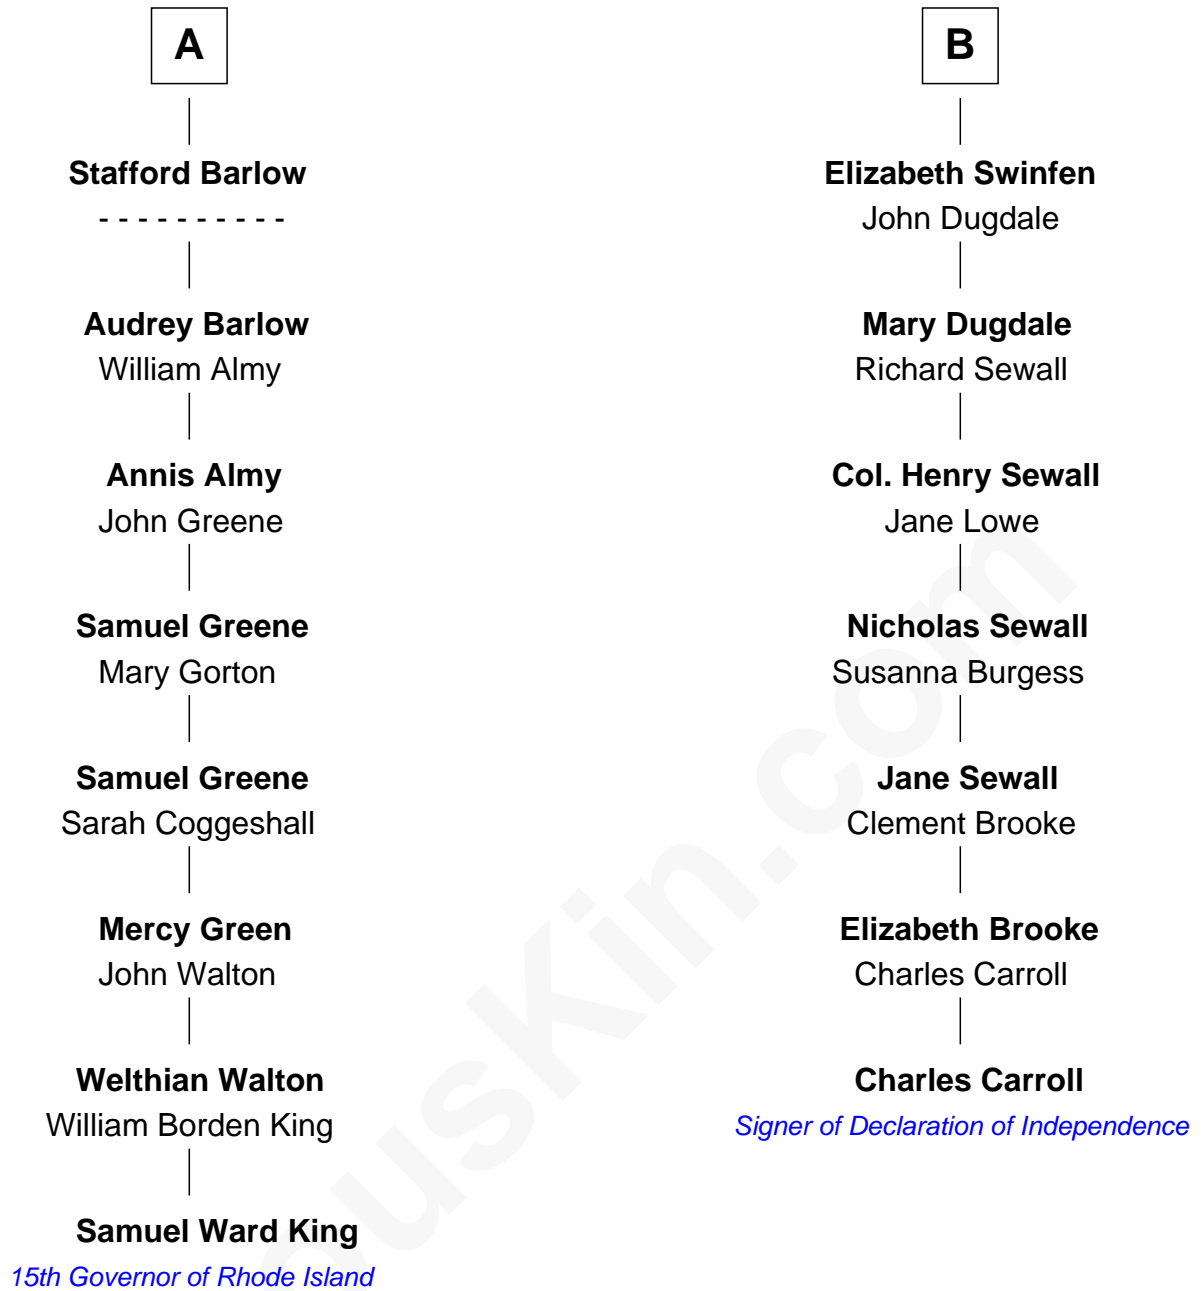 A
Stafford Barlow
- - - - - - - - - -
Audrey Barlow
William Almy
Annis Almy
John Greene
Samuel Greene
Mary Gorton
Samuel Greene
Sarah Coggeshall
Mercy Green
John Walton
Welthian Walton
William Borden King
Samuel Ward King
15th Governor of Rhode Island
B
Elizabeth Swinfen
John Dugdale
Mary Dugdale
Richard Sewall
Col. Henry Sewall
Jane Lowe
Nicholas Sewall
Susanna Burgess
Jane Sewall
Clement Brooke
Elizabeth Brooke
Charles Carroll
Charles Carroll
Signer of Declaration of Independence
ousKin.com